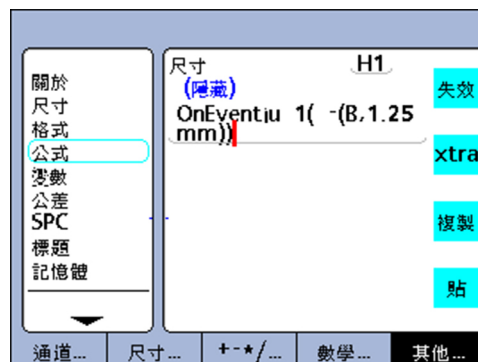 關於
尺寸
格式
公式
變數
公差
SPC
標題
記憶體
尺寸 H1
(隱藏)
OnEventju 1( -(B,1.25
mm))
失效
xtra
複製
貼
通道...
尺寸...
+-*/...
數學...
其他...